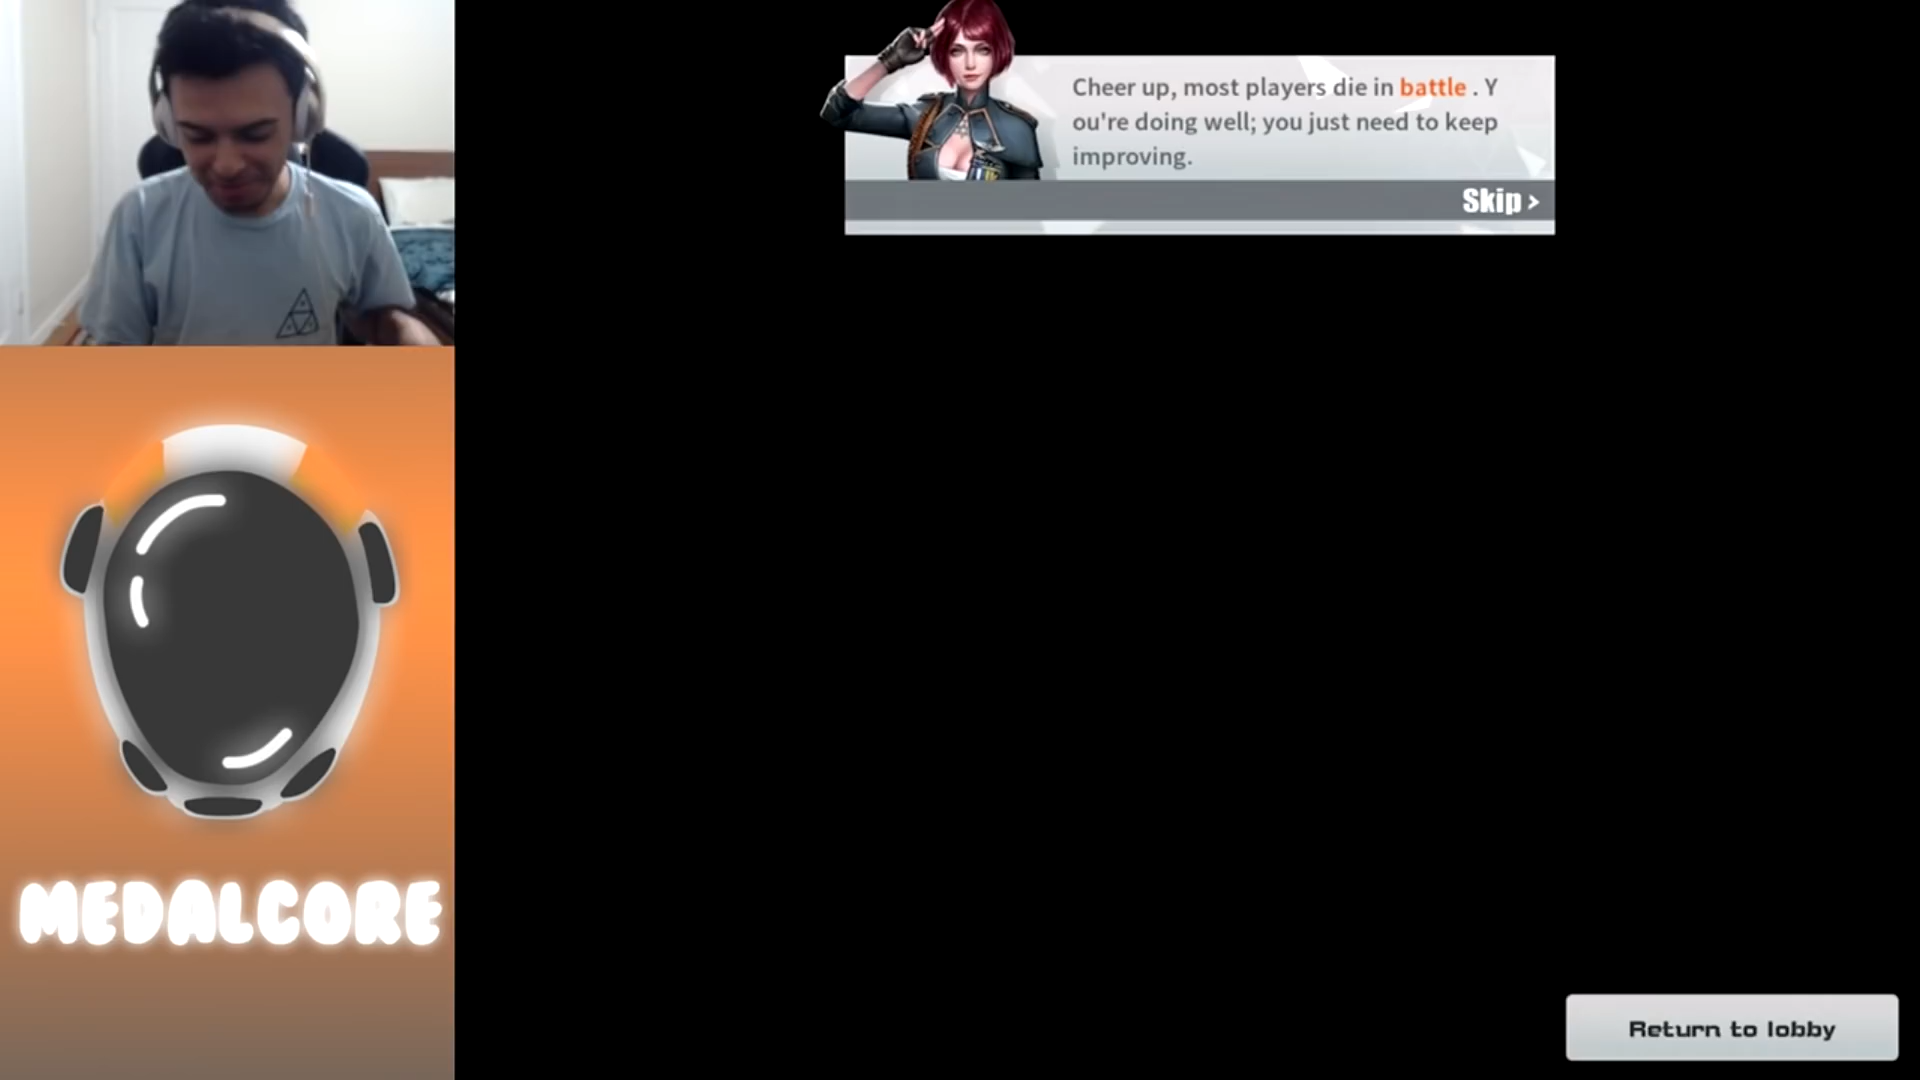 Cheer up, most players die in battle . Y
ou're doing well; you just need to keep
improving.
Skip >
MEDALCORE
Return to lobby